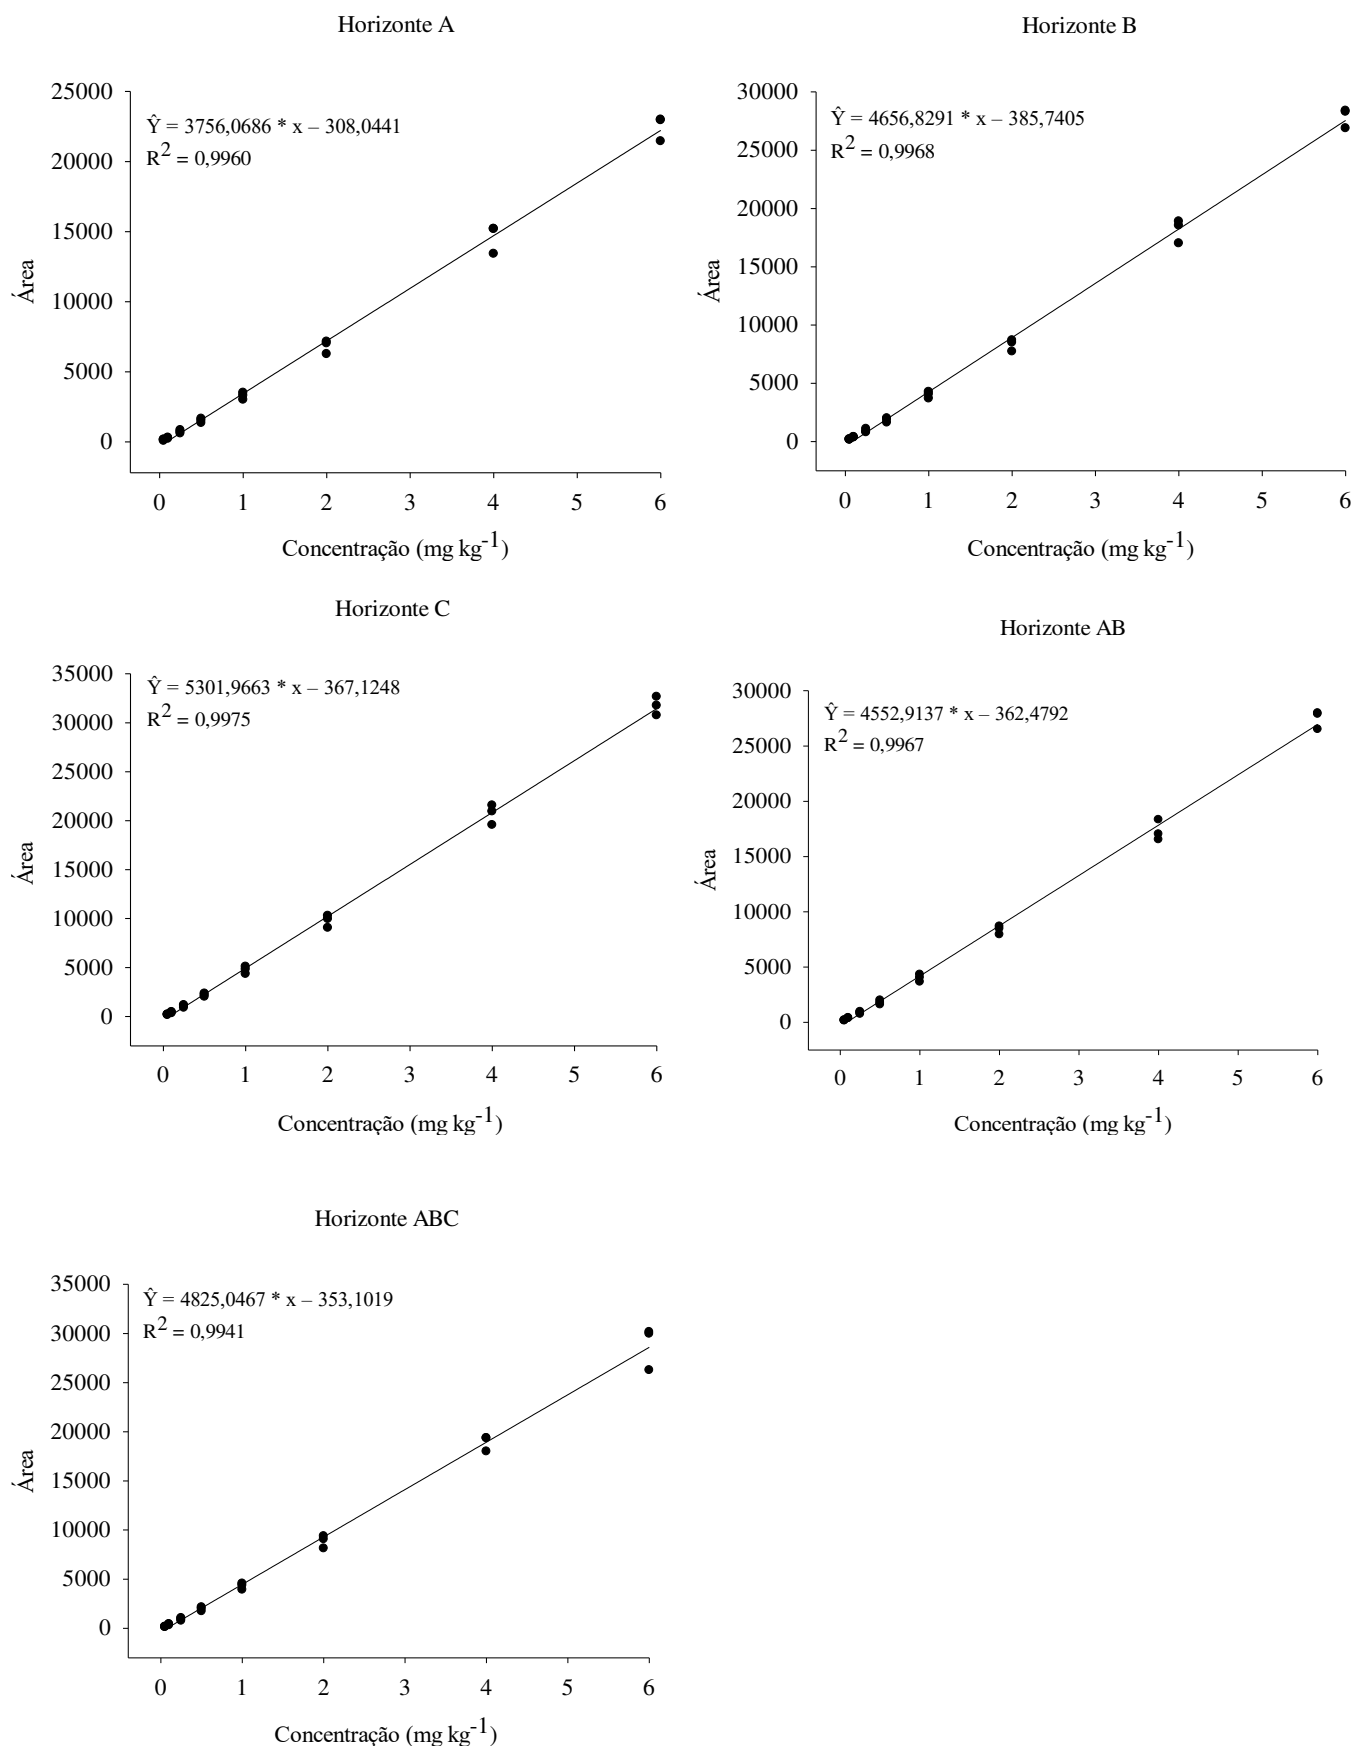 Horizonte A
25000
20000
15000
10000
5000
0
Área
Ŷ = 3756,0686 * x – 308,0441
R2 = 0,9960
0 1 2 3 4 5 6
Concentração (mg kg-1)
Horizonte B
30000
25000
20000
15000
10000
5000
0
Área
Ŷ = 4656,8291 * x – 385,7405
R2 = 0,9968
0 1 2 3 4 5 6
Concentração (mg kg-1)
Horizonte C
35000
30000
25000
20000
15000
10000
5000
0
Área
Ŷ = 5301,9663 * x – 367,1248
R2 = 0,9975
0 1 2 3 4 5 6
Concentração (mg kg-1)
Horizonte AB
30000
25000
20000
15000
10000
5000
0
Área
Ŷ = 4552,9137 * x – 362,4792
R2 = 0,9967
0 1 2 3 4 5 6
Concentração (mg kg-1)
Horizonte ABC
35000
30000
25000
20000
15000
10000
5000
0
Área
Ŷ = 4825,0467 * x – 353,1019
R2 = 0,9941
0 1 2 3 4 5 6
Concentração (mg kg-1)